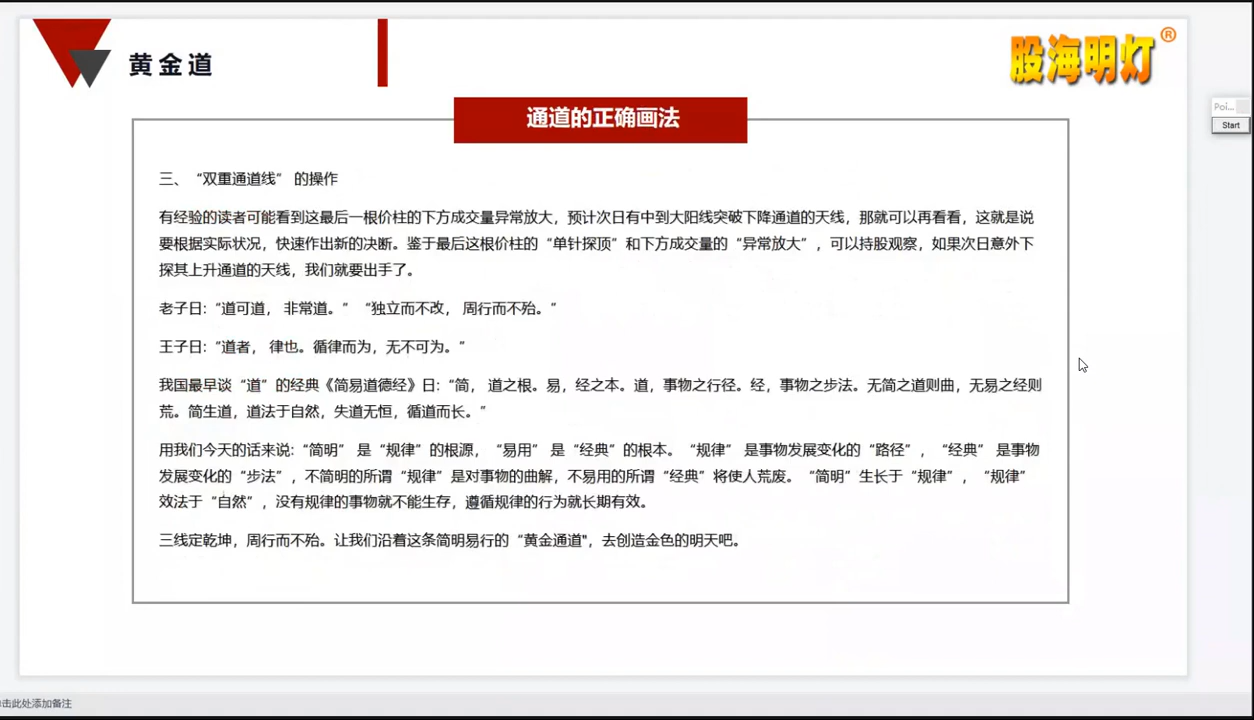 黄金道
股海明灯®
Poi...
Start
通道的正确画法
三、“双重通道线” 的操作
有经验的读者可能看到这最后一根价柱的下方成交量异常放大，预计次日有中到大阳线突破下降通道的天线，那就可以再看看，这就是说
要根据实际状况，快速作出新的决断。鉴于最后这根价柱的“单针探顶”和下方成交量的“异常放大”，可以持股观察，如果次日意外下
探其上升通道的天线，我们就要出手了。
老子日:“道可道， 非常道。” “独立而不改， 周行而不殆。”
王子日:“道者， 律也。循律而为，无不可为。”
我国最早谈“道”的经典《简易道德经》日:“简， 道之根。易，经之本。道，事物之行径。经，事物之步法。无简之道则曲，无易之经则
荒。简生道，道法于自然，失道无恒，循道而长。”
用我们今天的话来说:“简明” 是“规律”的根源，“易用” 是“经典”的根本。 “规律” 是事物发展变化的“路径”， “经典” 是事物
发展变化的“步法”，不简明的所谓“规律”是对事物的曲解，不易用的所谓“经典”将使人荒废。“简明”生长于“规律”， “规律”
效法于“自然”，没有规律的事物就不能生存，遵循规律的行为就长期有效。
三线定乾坤，周行而不殆。让我们沿着这条简明易行的“黄金通道"，去创造金色的明天吧。
击此处添加备注